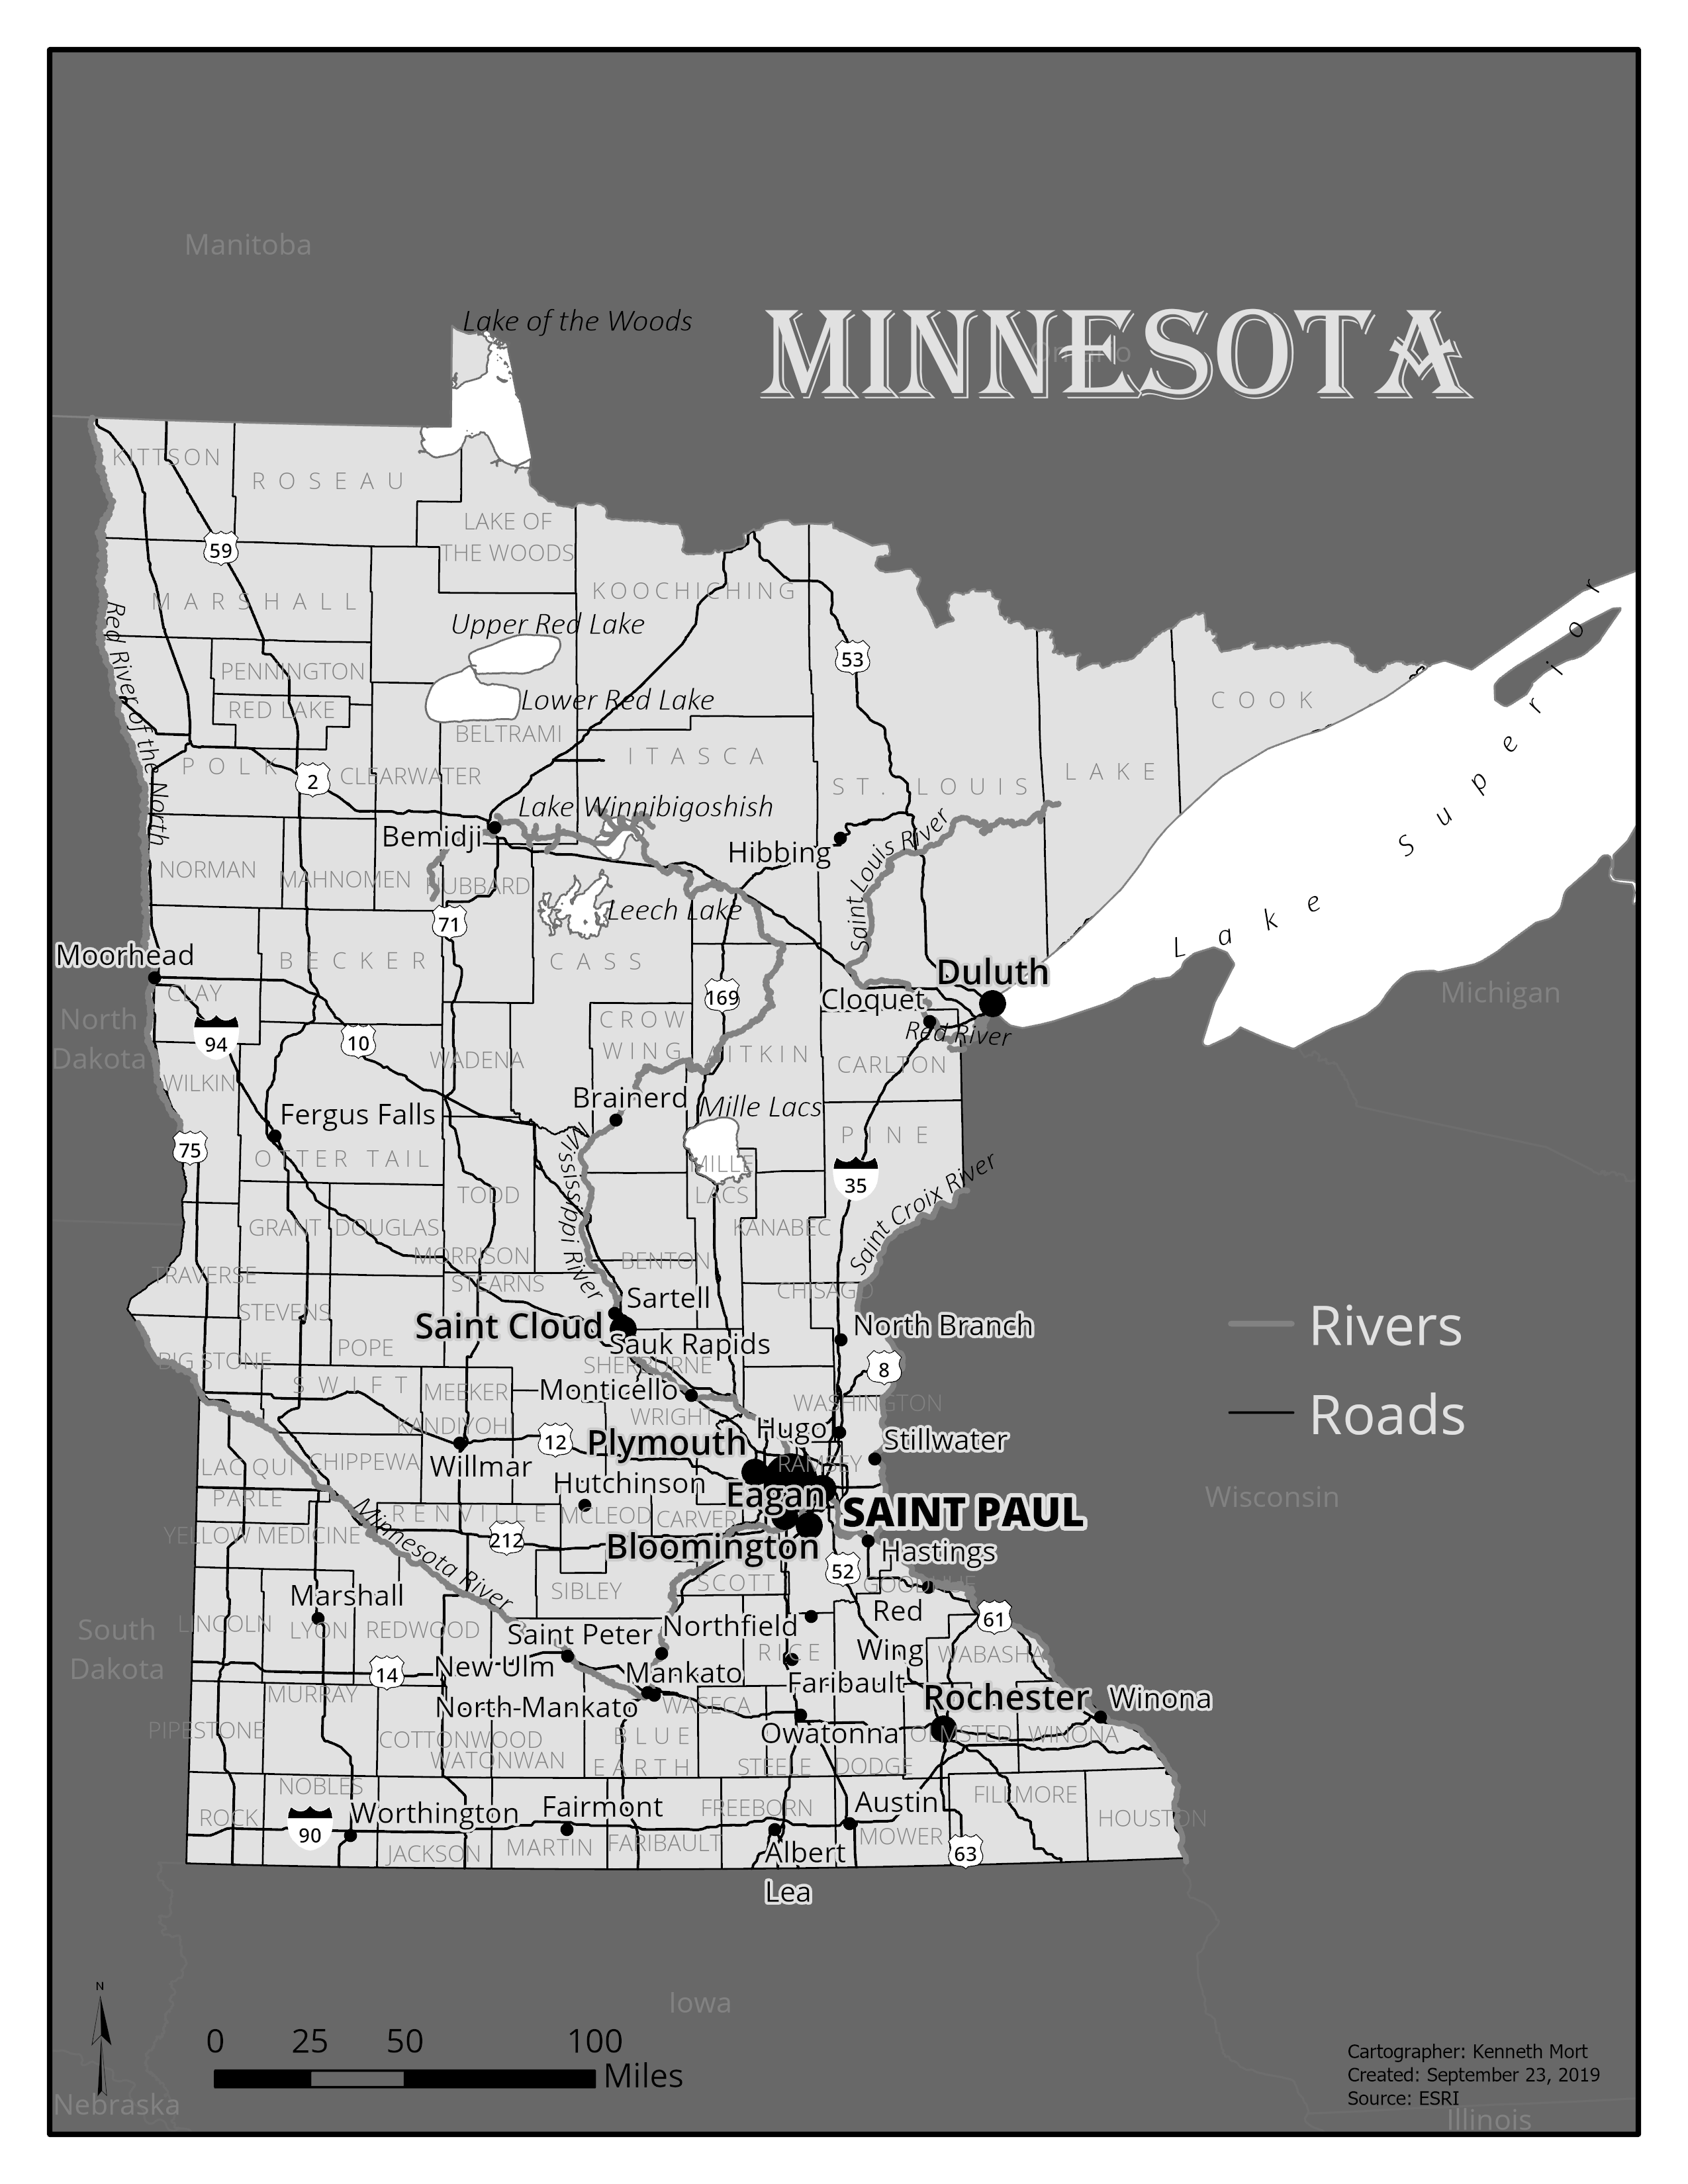 Manitoba
Lake of the Woods
MINNESOTA
Ontario
KITTSON
ROSEAU
LAKE OF
THE WOODS
59
KOOCHICHING
MARSHALL
Upper Red Lake
53
PENNINGTON
Red River of the North
Lower Red Lake
RED LAKE
COOK
BELTRAMI
ITASCA
POLK
2
CLEARWATER
ST. LOUIS
LAKE
Lake Superior
Lake Winnibigoshish
Bemidji
Hibbing
Saint Louis River
NORMAN
MAHNOMEN
HUBBARD
Leech Lake
71
Moorhead
BECKER
CASS
Duluth
CLAY
169
Cloquet
Michigan
North
Dakota
94
10
CROW
WING
Red River
AITKIN
WADENA
CARLTON
WILKIN
Brainerd
Mille Lacs
Fergus Falls
75
OTTER TAIL
Mississippi River
PINE
MILLE
LACS
35
Saint Croix River
TODD
GRANT
DOUGLAS
KANABEC
MORRISON
BENTON
TRAVERSE
STEARNS
CHISAGO
Sartell
STEVENS
Saint Cloud
North Branch
Rivers
Sauk Rapids
POPE
BIG STONE
SHERBURNE
8
SWIFT
MEEKER
Monticello
WASHINGTON
Roads
WRIGHT
KANDIYOHI
12
Plymouth
Hugo
Stillwater
LAC QUI
PARLE
CHIPPEWA
Willmar
RAMSEY
Hutchinson
Eagan
Wisconsin
SAINT PAUL
RENVILLE
MCLEOD
CARVER
YELLOW MEDICINE
Minnesota River
212
Bloomington
Hastings
52
SIBLEY
SCOTT
GOODHUE
Marshall
Red
Wing
61
LINCOLN
LYON
REDWOOD
Northfield
South
Dakota
Saint Peter
RICE
WABASHA
New Ulm
14
Mankato
Faribault
MURRAY
North Mankato
WASECA
Rochester
Winona
PIPESTONE
COTTONWOOD
BLUE
EARTH
Owatonna
OLMSTED
WINONA
WATONWAN
STEELE
DODGE
NOBLES
FILLMORE
ROCK
90
Worthington
Fairmont
FREEBORN
Austin
HOUSTON
JACKSON
MARTIN
FARIBAULT
MOWER
63
Albert
Lea
N
Iowa
0 25 50 100
Miles
Cartographer: Kenneth Mort
Created: September 23, 2019
Source: ESRI
Nebraska
Illinois